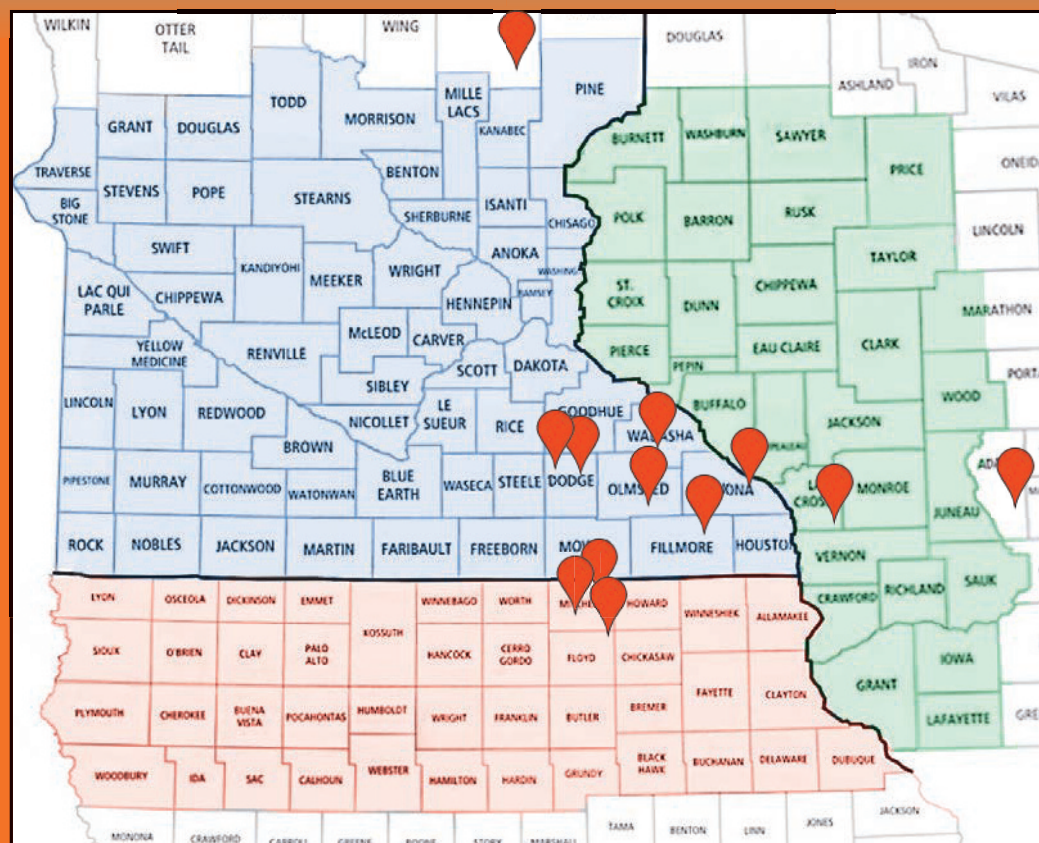 WILKIN
OTTER
TAIL
WING
DOUGLAS
ASHLAND
IRON
VILAS
TODD
MORRISON
MILLE
LACS
KANABEC
PINE
GRANT
DOUGLAS
BURNETT
WASHBURN
SAWYER
PRICE
TRAVERSE
STEVENS
POPE
STEARNS
BENTON
ISANTI
BIG
STONE
SHERBURNE
CHISAGO
POLK
BARRON
RUSK
LINCOLN
SWIFT
KANDIYOHI
MEEKER
WRIGHT
ANOKA
WASHING
TAYLOR
LAC QUI
PARLE
CHIPPEWA
HENNEPIN
RAMSEY
ST.
CROIX
DUNN
CHIPPEWA
MARATHON
YELLOW
MEDICINE
RENVILLE
McLEOD
CARVER
SCOTT
DAKOTA
PIERCE
PEPIN
EAU CLAIRE
CLARK
PORTA
LINCOLN
LYON
REDWOOD
SIBLEY
NICOLLET
LE
SUEUR
RICE
GOODHUE
BUFFALO
WOOD
JACKSON
BROWN
PIPESTONE
MURRAY
COTTONWOOD
WATONWAN
BLUE
EARTH
WASECA
STEELE
DODGE
MONROE
JUNEAU
ROCK
NOBLES
JACKSON
MARTIN
FARIBAULT
FREEBORN
FILLMORE
HOUSTON
VERNON
RICHLAND
SAUK
CRAWFORD
LYON
OSCEOLA
DICKINSON
EMMET
KOSSUTH
WINNEBAGO
WORTH
HOWARD
WINNESHIEK
ALLAMAKEE
SIOUX
O'BRIEN
CLAY
PALO
ALTO
HANCOCK
CERRO
GORDO
FLOYD
CHICKASAW
GRANT
IOWA
PLYMOUTH
CHEROKEE
BUENA
VISTA
POCAHONTAS
HUMBOLDT
WRIGHT
FRANKLIN
BUTLER
BREMER
FAYETTE
CLAYTON
LAFAYETTE
WOODBURY
IDA
SAC
CALHOUN
WEBSTER
HAMILTON
HARDIN
GRUNDY
BLACK
HAWK
BUCHANAN
DELAWARE
DUBUQUE
MONONA
CRAWFORD
TAMA
BENTON
LINN
JONES
JACKSON